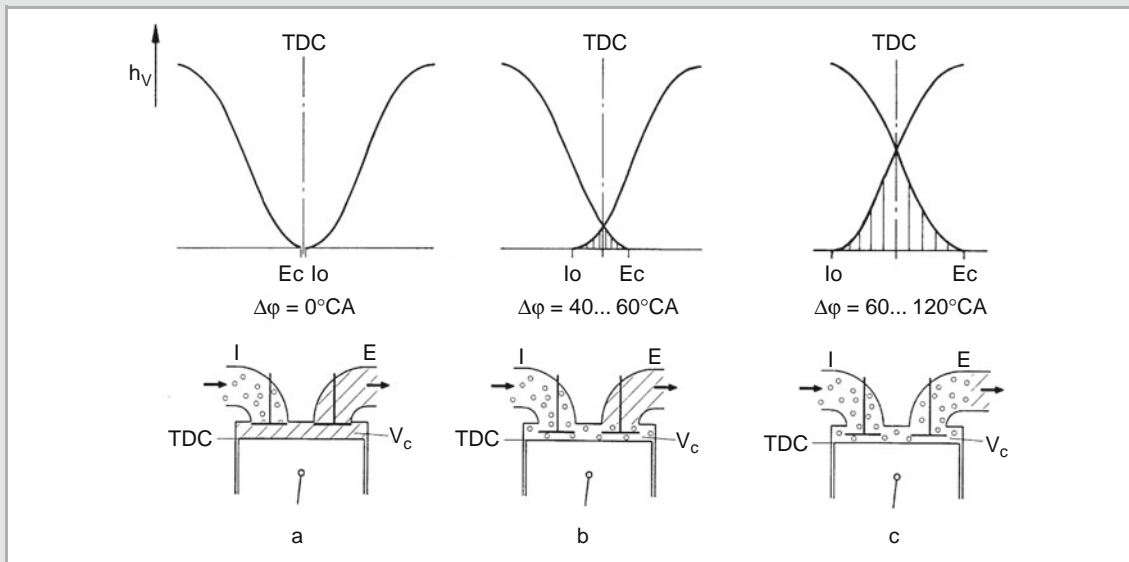 TDC TDC TDC
h_V
Ec Io Io Ec Io Ec
Δφ = 0°CA Δφ = 40... 60°CA Δφ = 60... 120°CA
I E I E I E
TDC V_c TDC V_c TDC V_c
a b c